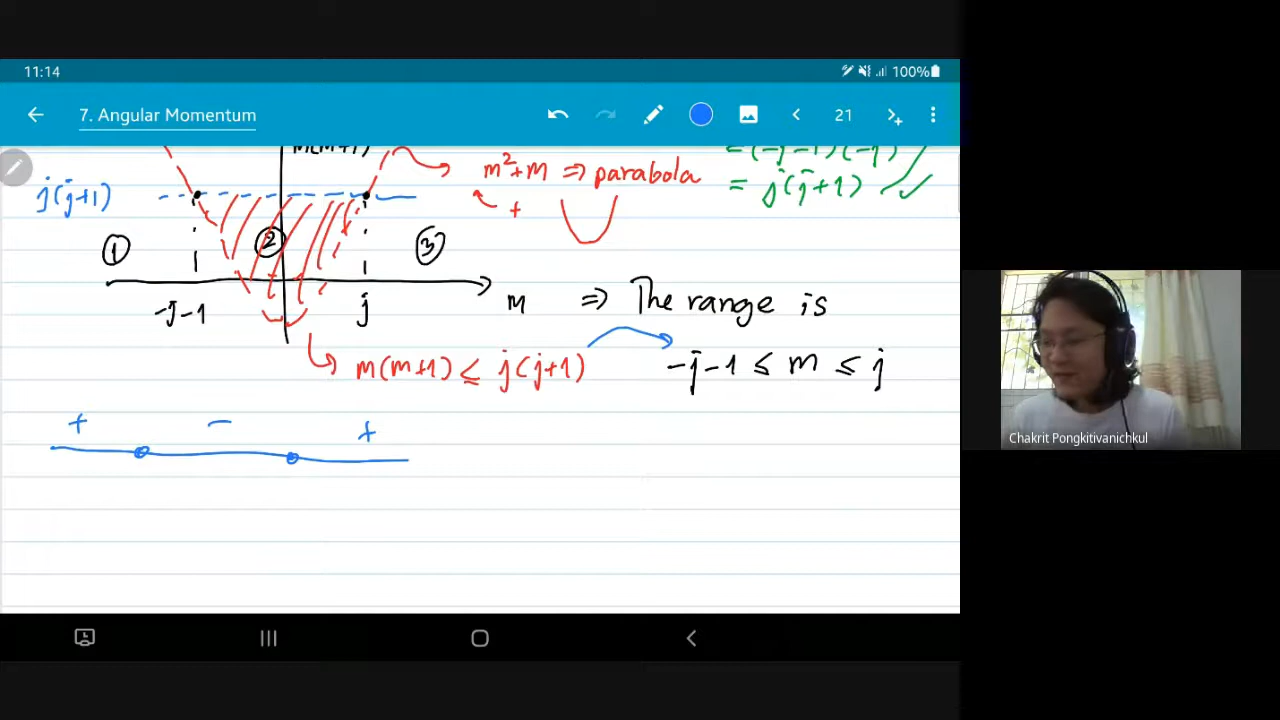 11:14
100%
7. Angular Momentum
21
m(m+1)
= (-j-1)(-j)
j(j+1)
m²+m ⇒ parabola
= j(j+1)
+
① ② ③
-j-1 j m ⇒ The range is
m(m+1) ≤ j(j+1) -j-1 ≤ m ≤ j
+ - +
Chakrit Pongkitivanichkul